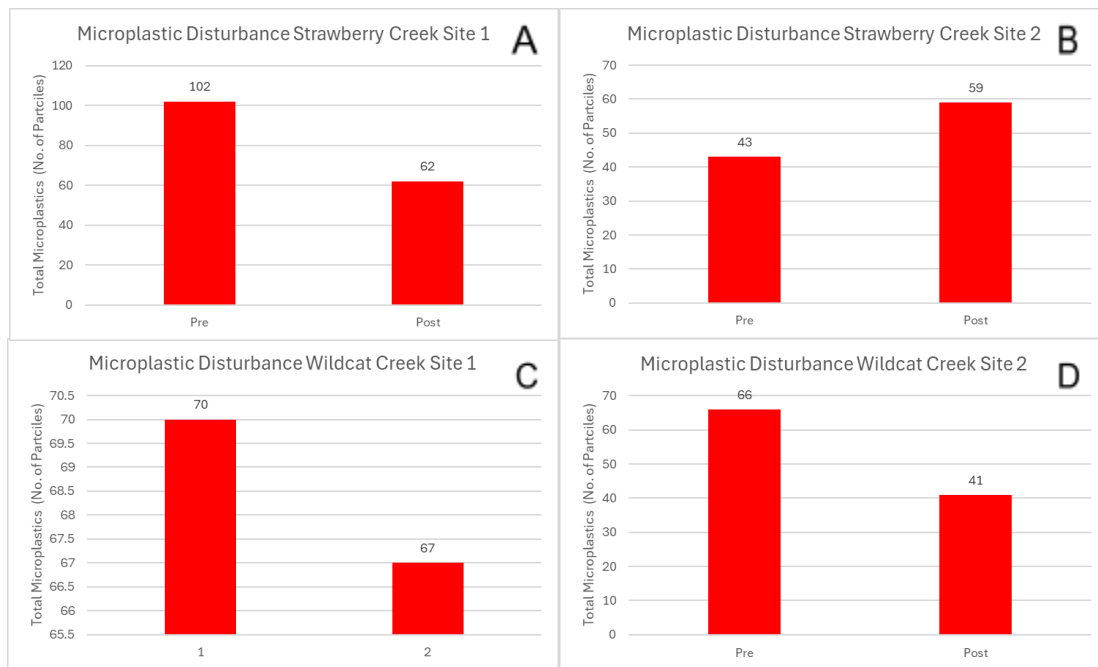 Microplastic Disturbance Strawberry Creek Site 1
A
Total Microplastics (No. of Partciles)
120
100
80
60
40
20
0
102
62
Pre
Post
Microplastic Disturbance Strawberry Creek Site 2
B
Total Microplastics (No. of Partciles)
70
60
50
40
30
20
10
0
43
59
Pre
Post
Microplastic Disturbance Wildcat Creek Site 1
C
Total Microplastics (No. of Partciles)
70.5
70
69.5
69
68.5
68
67.5
67
66.5
66
65.5
70
67
1
2
Microplastic Disturbance Wildcat Creek Site 2
D
Total Microplastics (No. of Partciles)
70
60
50
40
30
20
10
0
66
41
Pre
Post